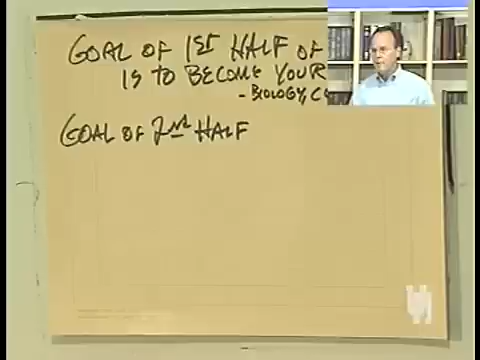 GOAL OF 1ST HALF OF
IS TO BECOME YOUR
- BIOLOGY, C
GOAL OF 2ND HALF